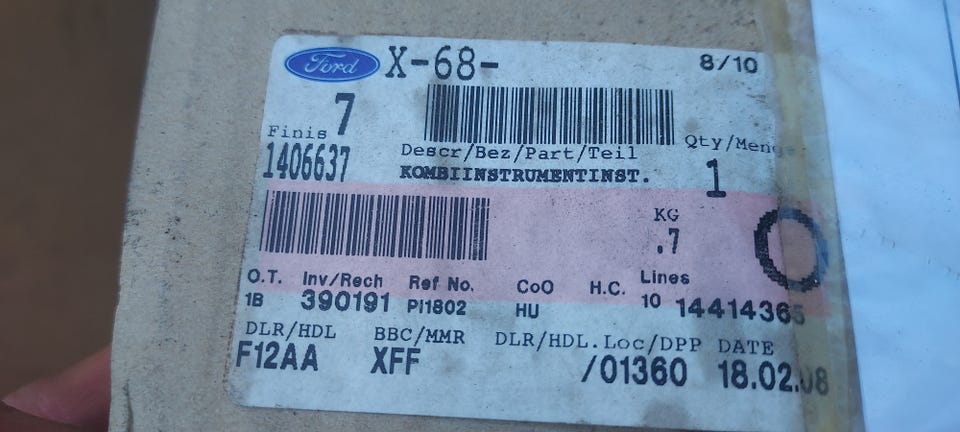 Ford X-68- 8/10
7
Finis
1406637
Descr/Bez/Part/Teil Qty/Menge
KOMBIINSTRUMENTINST. 1
KG
.7
O.T. Inv/Rech Ref No. CoO H.C. Lines
1B 390191 PI1802 HU 10 14414365
DLR/HDL BBC/MMR DLR/HDL.Loc/DPP DATE
F12AA XFF /01360 18.02.08